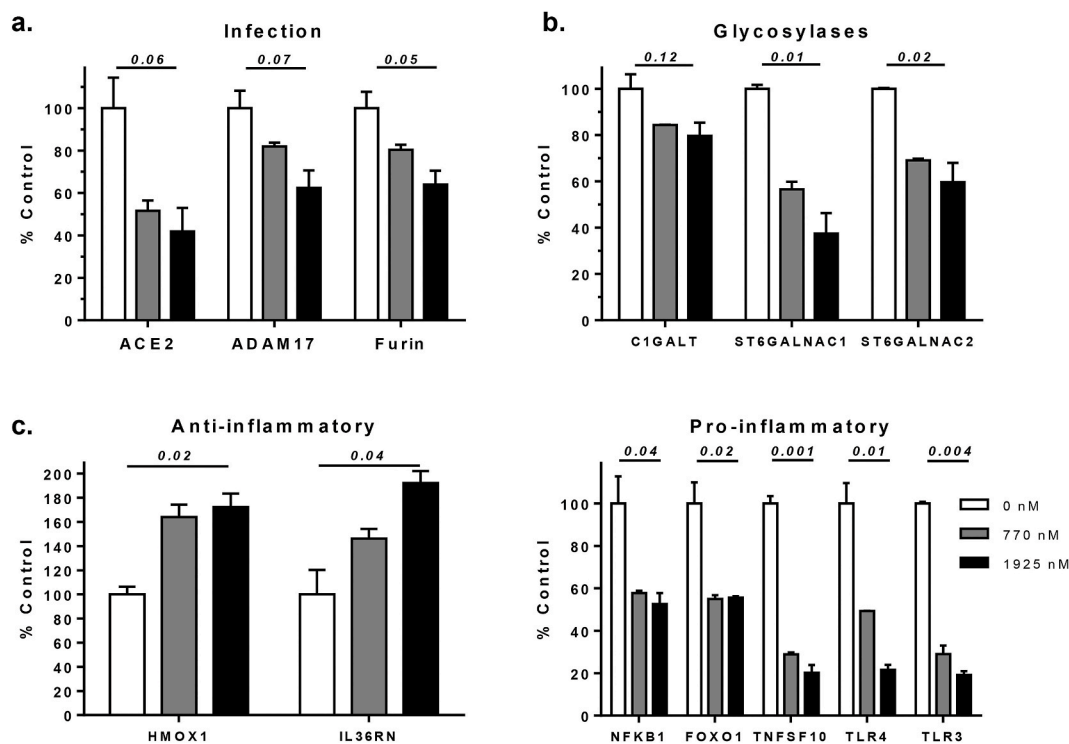 a.
Infection
0.06 0.07 0.05
% Control
100
80
60
40
20
0
ACE2 ADAM17 Furin
b.
Glycosylases
0.12 0.01 0.02
% Control
100
80
60
40
20
0
C1GALT ST6GALNAC1 ST6GALNAC2
c.
Anti-inflammatory
0.02 0.04
% Control
200
180
160
140
120
100
80
60
40
20
0
HMOX1 IL36RN
Pro-inflammatory
0.04 0.02 0.001 0.01 0.004
% Control
100
80
60
40
20
0
NFKB1 FOXO1 TNFSF10 TLR4 TLR3
0 nM
770 nM
1925 nM